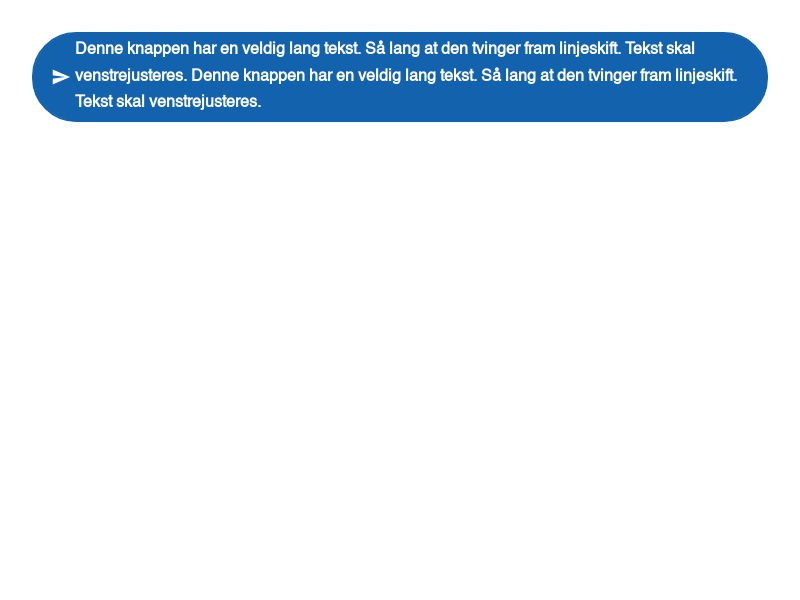 Denne knappen har en veldig lang tekst. Så lang at den tvinger fram linjeskift. Tekst skal
venstrejusteres. Denne knappen har en veldig lang tekst. Så lang at den tvinger fram linjeskift.
Tekst skal venstrejusteres.